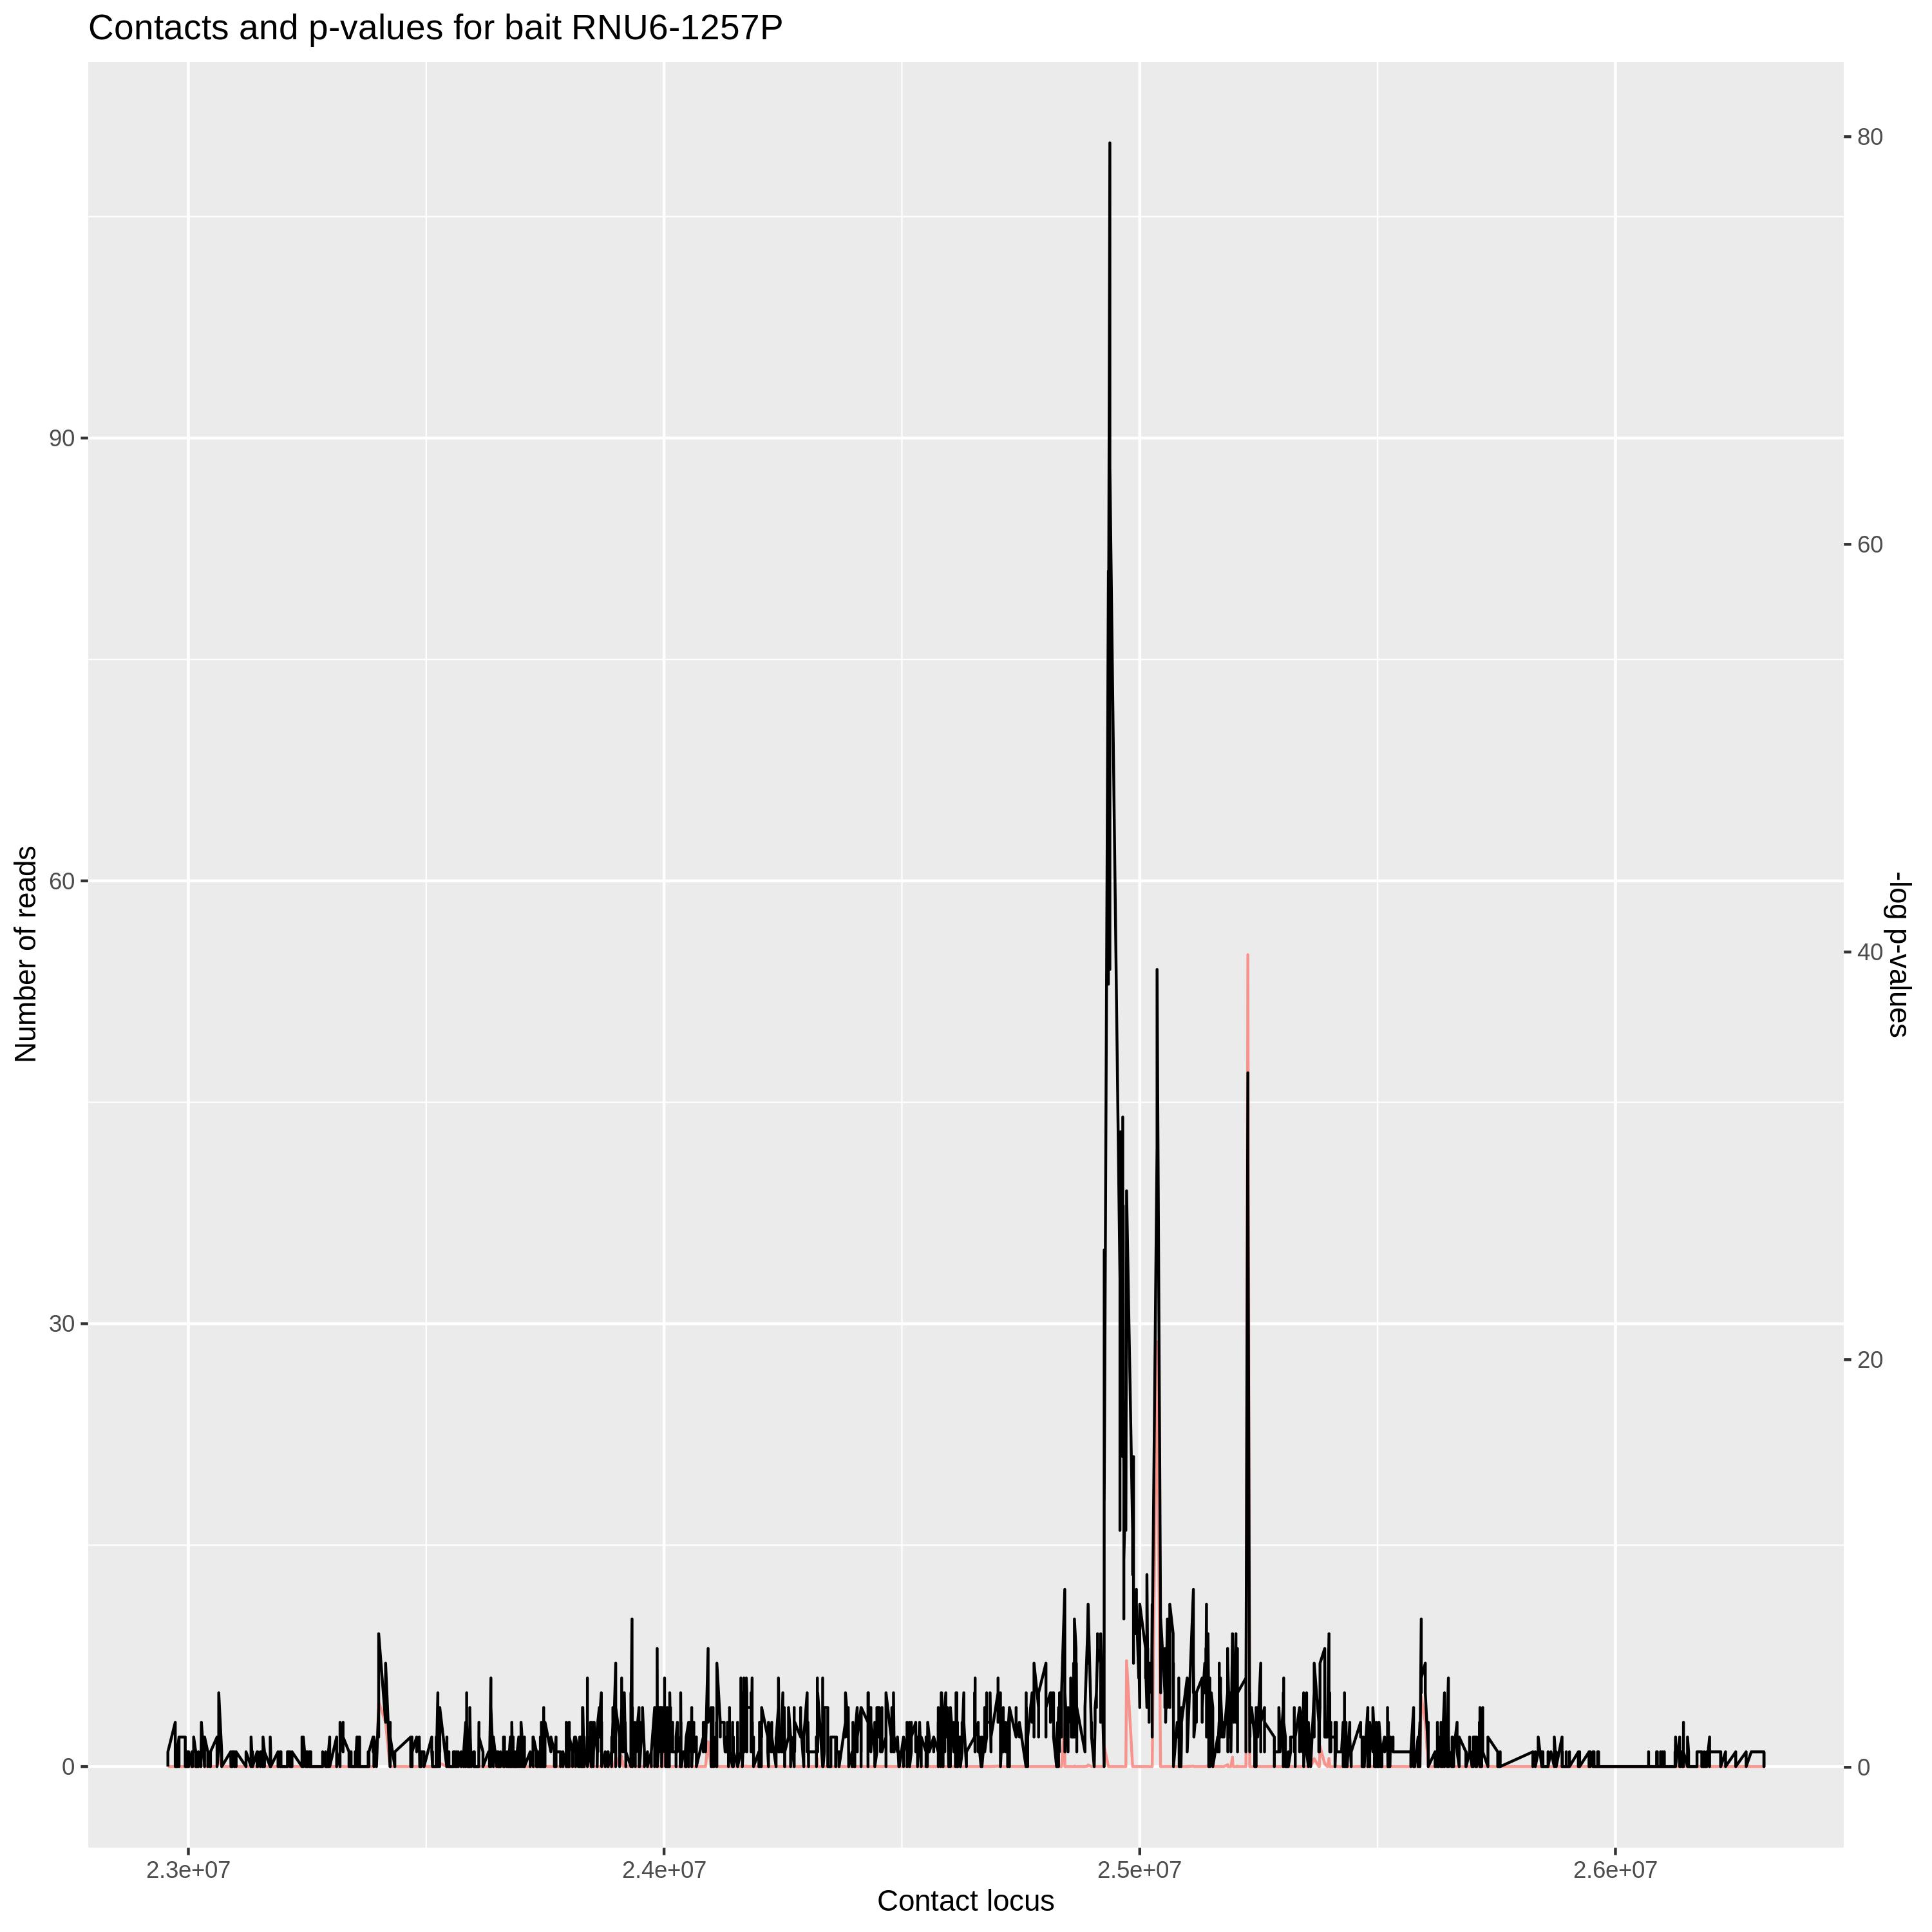 Contacts and p-values for bait RNU6-1257P
Number of reads
90
60
30
0
80
60
40
20
0
-log p-values
2.3e+07
2.4e+07
2.5e+07
2.6e+07
Contact locus